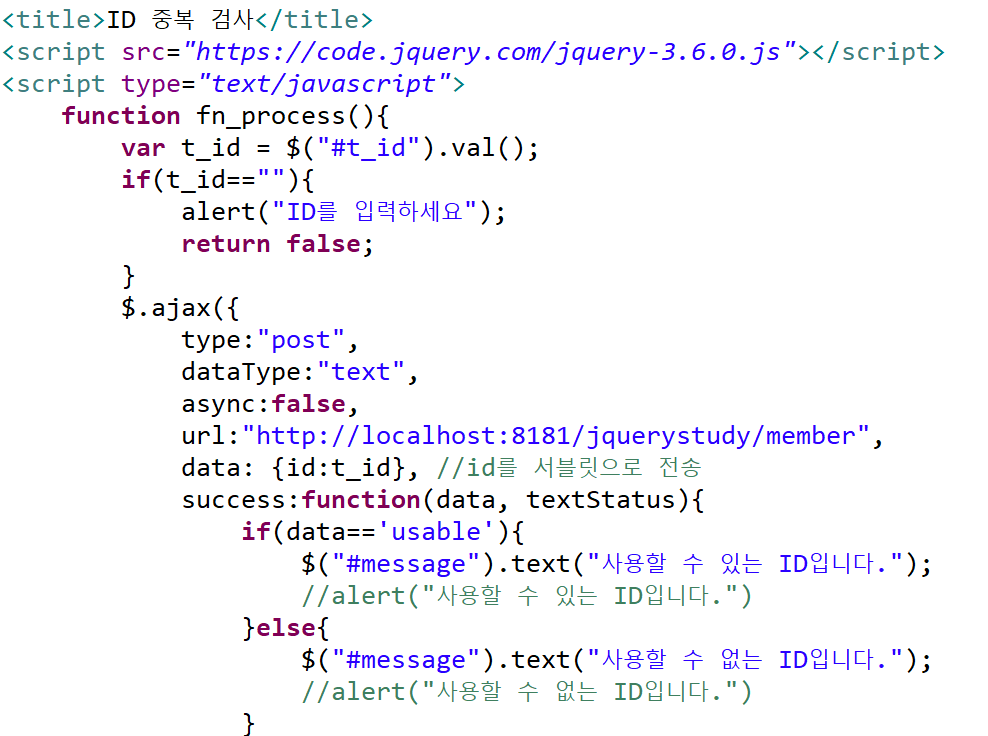 <title>ID 중복 검사</title>
<script src="https://code.jquery.com/jquery-3.6.0.js"></script>
<script type="text/javascript">
    function fn_process(){
        var t_id = $("#t_id").val();
        if(t_id==""){
            alert("ID를 입력하세요");
            return false;
        }
        $.ajax({
            type:"post",
            dataType:"text",
            async:false,
            url:"http://localhost:8181/jquerystudy/member",
            data: {id:t_id}, //id를 서블릿으로 전송
            success:function(data, textStatus){
                if(data=='usable'){
                    $("#message").text("사용할 수 있는 ID입니다.");
                    //alert("사용할 수 있는 ID입니다.")
                }else{
                    $("#message").text("사용할 수 없는 ID입니다.");
                    //alert("사용할 수 없는 ID입니다.")
                }